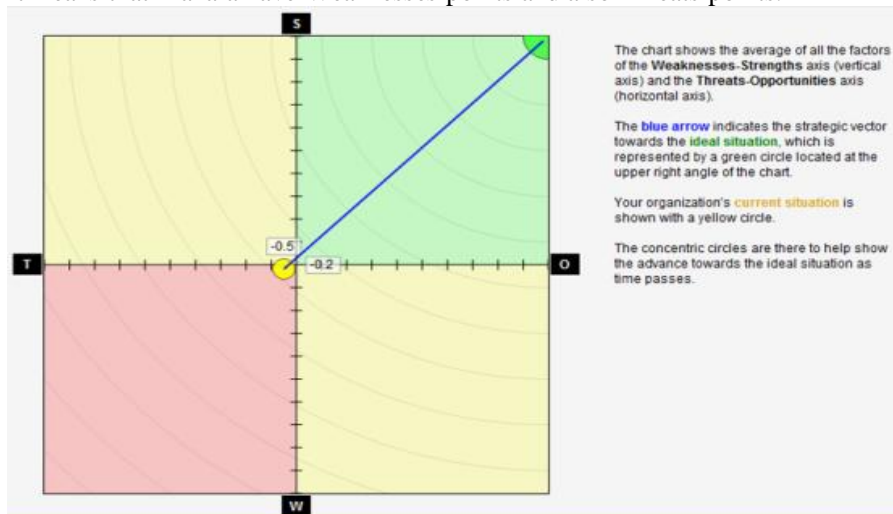 S
The chart shows the average of all the factors
of the Weaknesses-Strengths axis (vertical
axis) and the Threats-Opportunities axis
(horizontal axis).
The blue arrow indicates the strategic vector
towards the ideal situation, which is
represented by a green circle located at the
upper right angle of the chart.
Your organization's current situation is
shown with a yellow circle.
The concentric circles are there to help show
the advance towards the ideal situation as
time passes.
-0.5
T
-0.2
O
W